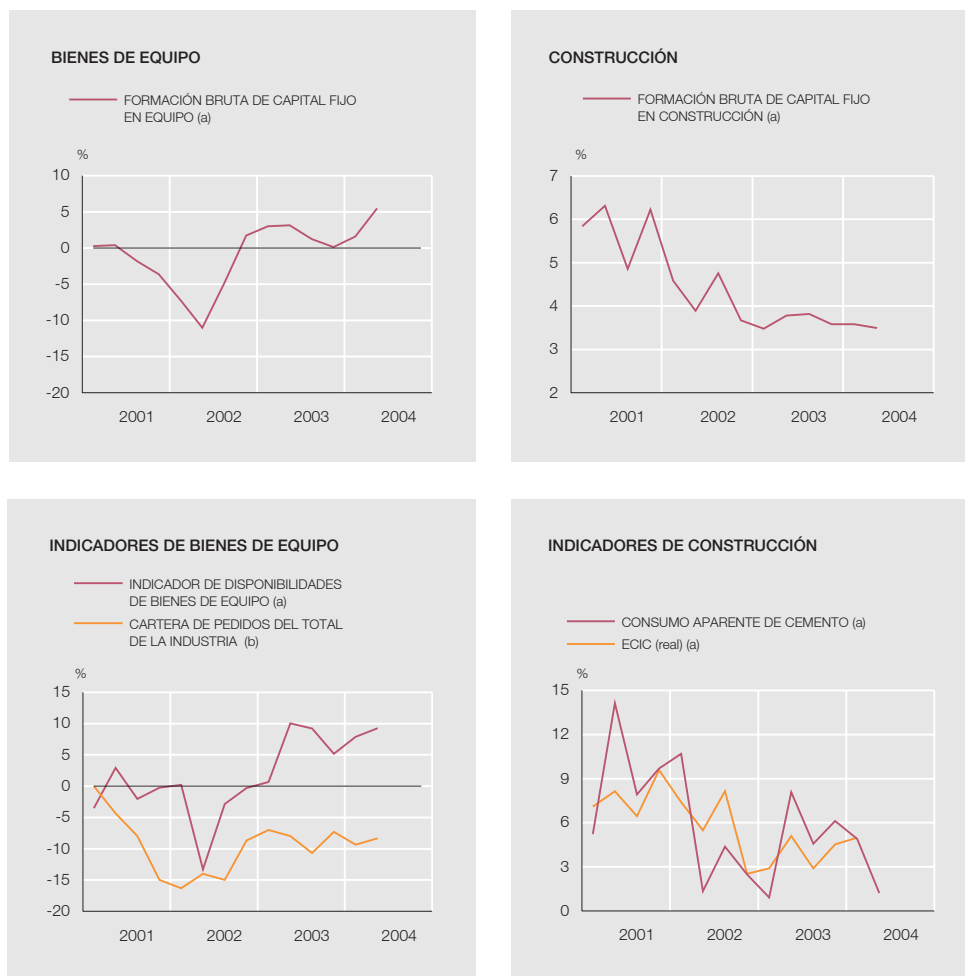 BIENES DE EQUIPO
FORMACIÓN BRUTA DE CAPITAL FIJO
EN EQUIPO (a)
%
10
5
0
-5
-10
-15
-20
2001 2002 2003 2004
CONSTRUCCIÓN
FORMACIÓN BRUTA DE CAPITAL FIJO
EN CONSTRUCCIÓN (a)
%
7
6
5
4
3
2
2001 2002 2003 2004
INDICADORES DE BIENES DE EQUIPO
INDICADOR DE DISPONIBILIDADES
DE BIENES DE EQUIPO (a)
CARTERA DE PEDIDOS DEL TOTAL
DE LA INDUSTRIA (b)
%
15
10
5
0
-5
-10
-15
-20
2001 2002 2003 2004
INDICADORES DE CONSTRUCCIÓN
CONSUMO APARENTE DE CEMENTO (a)
ECIC (real) (a)
%
15
12
9
6
3
0
2001 2002 2003 2004